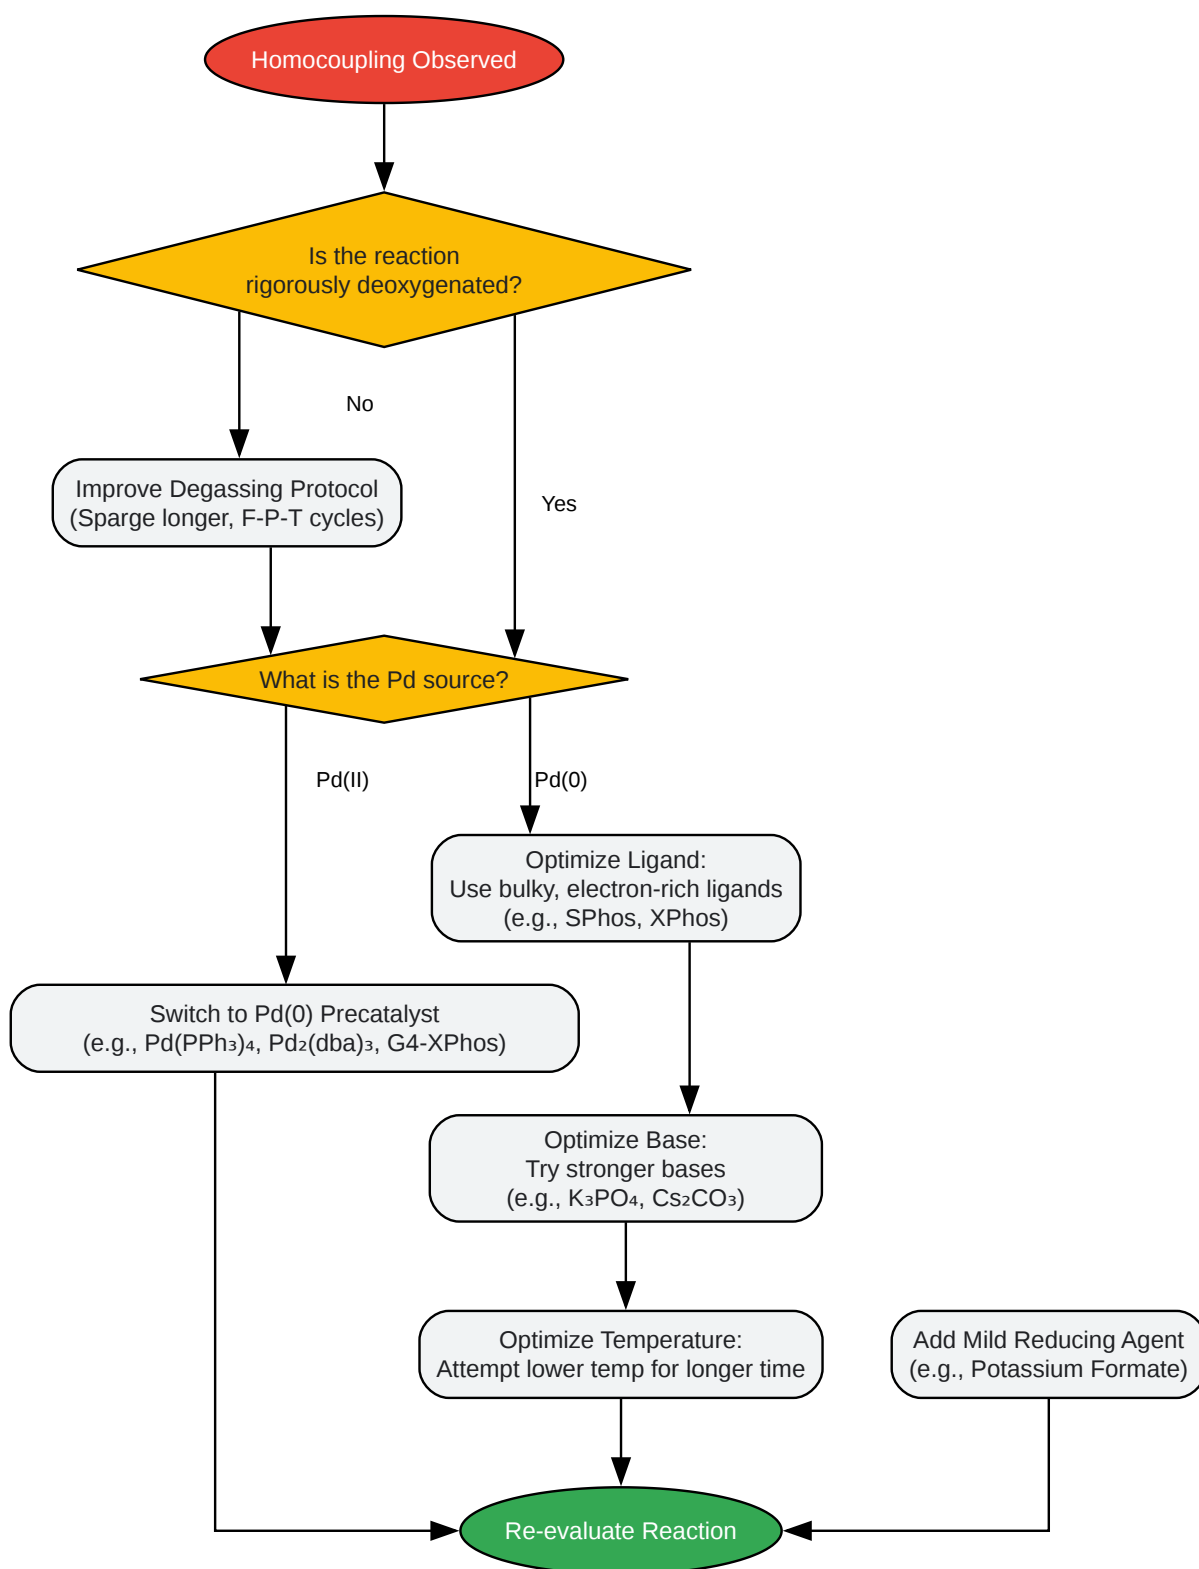 Homocoupling Observed
Is the reaction
rigorously deoxygenated?
No
Improve Degassing Protocol
(Sparge longer, F-P-T cycles)
Yes
What is the Pd source?
Pd(II)
Pd(0)
Optimize Ligand:
Use bulky, electron-rich ligands
(e.g., SPhos, XPhos)
Switch to Pd(0) Precatalyst
(e.g., Pd(PPh₃)₄, Pd₂(dba)₃, G4-XPhos)
Optimize Base:
Try stronger bases
(e.g., K₃PO₄, Cs₂CO₃)
Optimize Temperature:
Attempt lower temp for longer time
Add Mild Reducing Agent
(e.g., Potassium Formate)
Re-evaluate Reaction